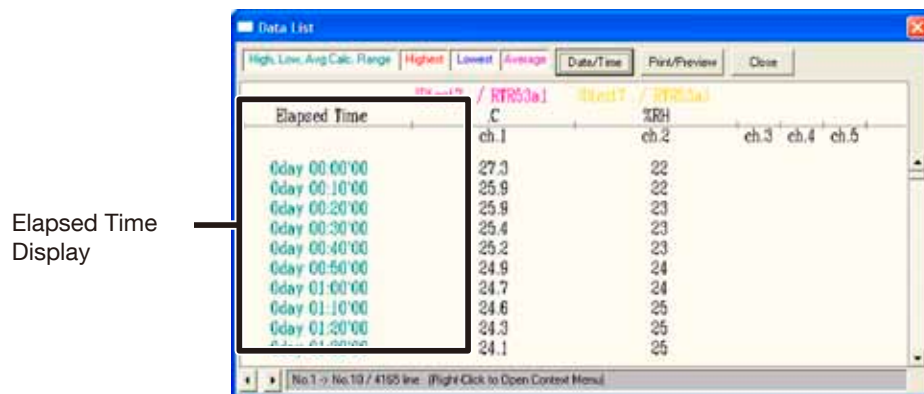 Data List
High, Low, Avg Calc. Range Highest Lowest Average Date/Time Print/Preview Close
/ RTR53a1 / RTR53a1
Elapsed Time C %RH
ch.1 ch.2 ch.3 ch.4 ch.5
0day 00:00'00 27.3 22
0day 00:10'00 25.9 22
0day 00:20'00 25.9 23
0day 00:30'00 25.4 23
0day 00:40'00 25.2 23
0day 00:50'00 24.9 24
0day 01:00'00 24.7 24
0day 01:10'00 24.6 25
0day 01:20'00 24.3 25
24.1 25
No.1 -> No.10 / 4165 line (Right-Click to Open Context Menu)
Elapsed Time
Display